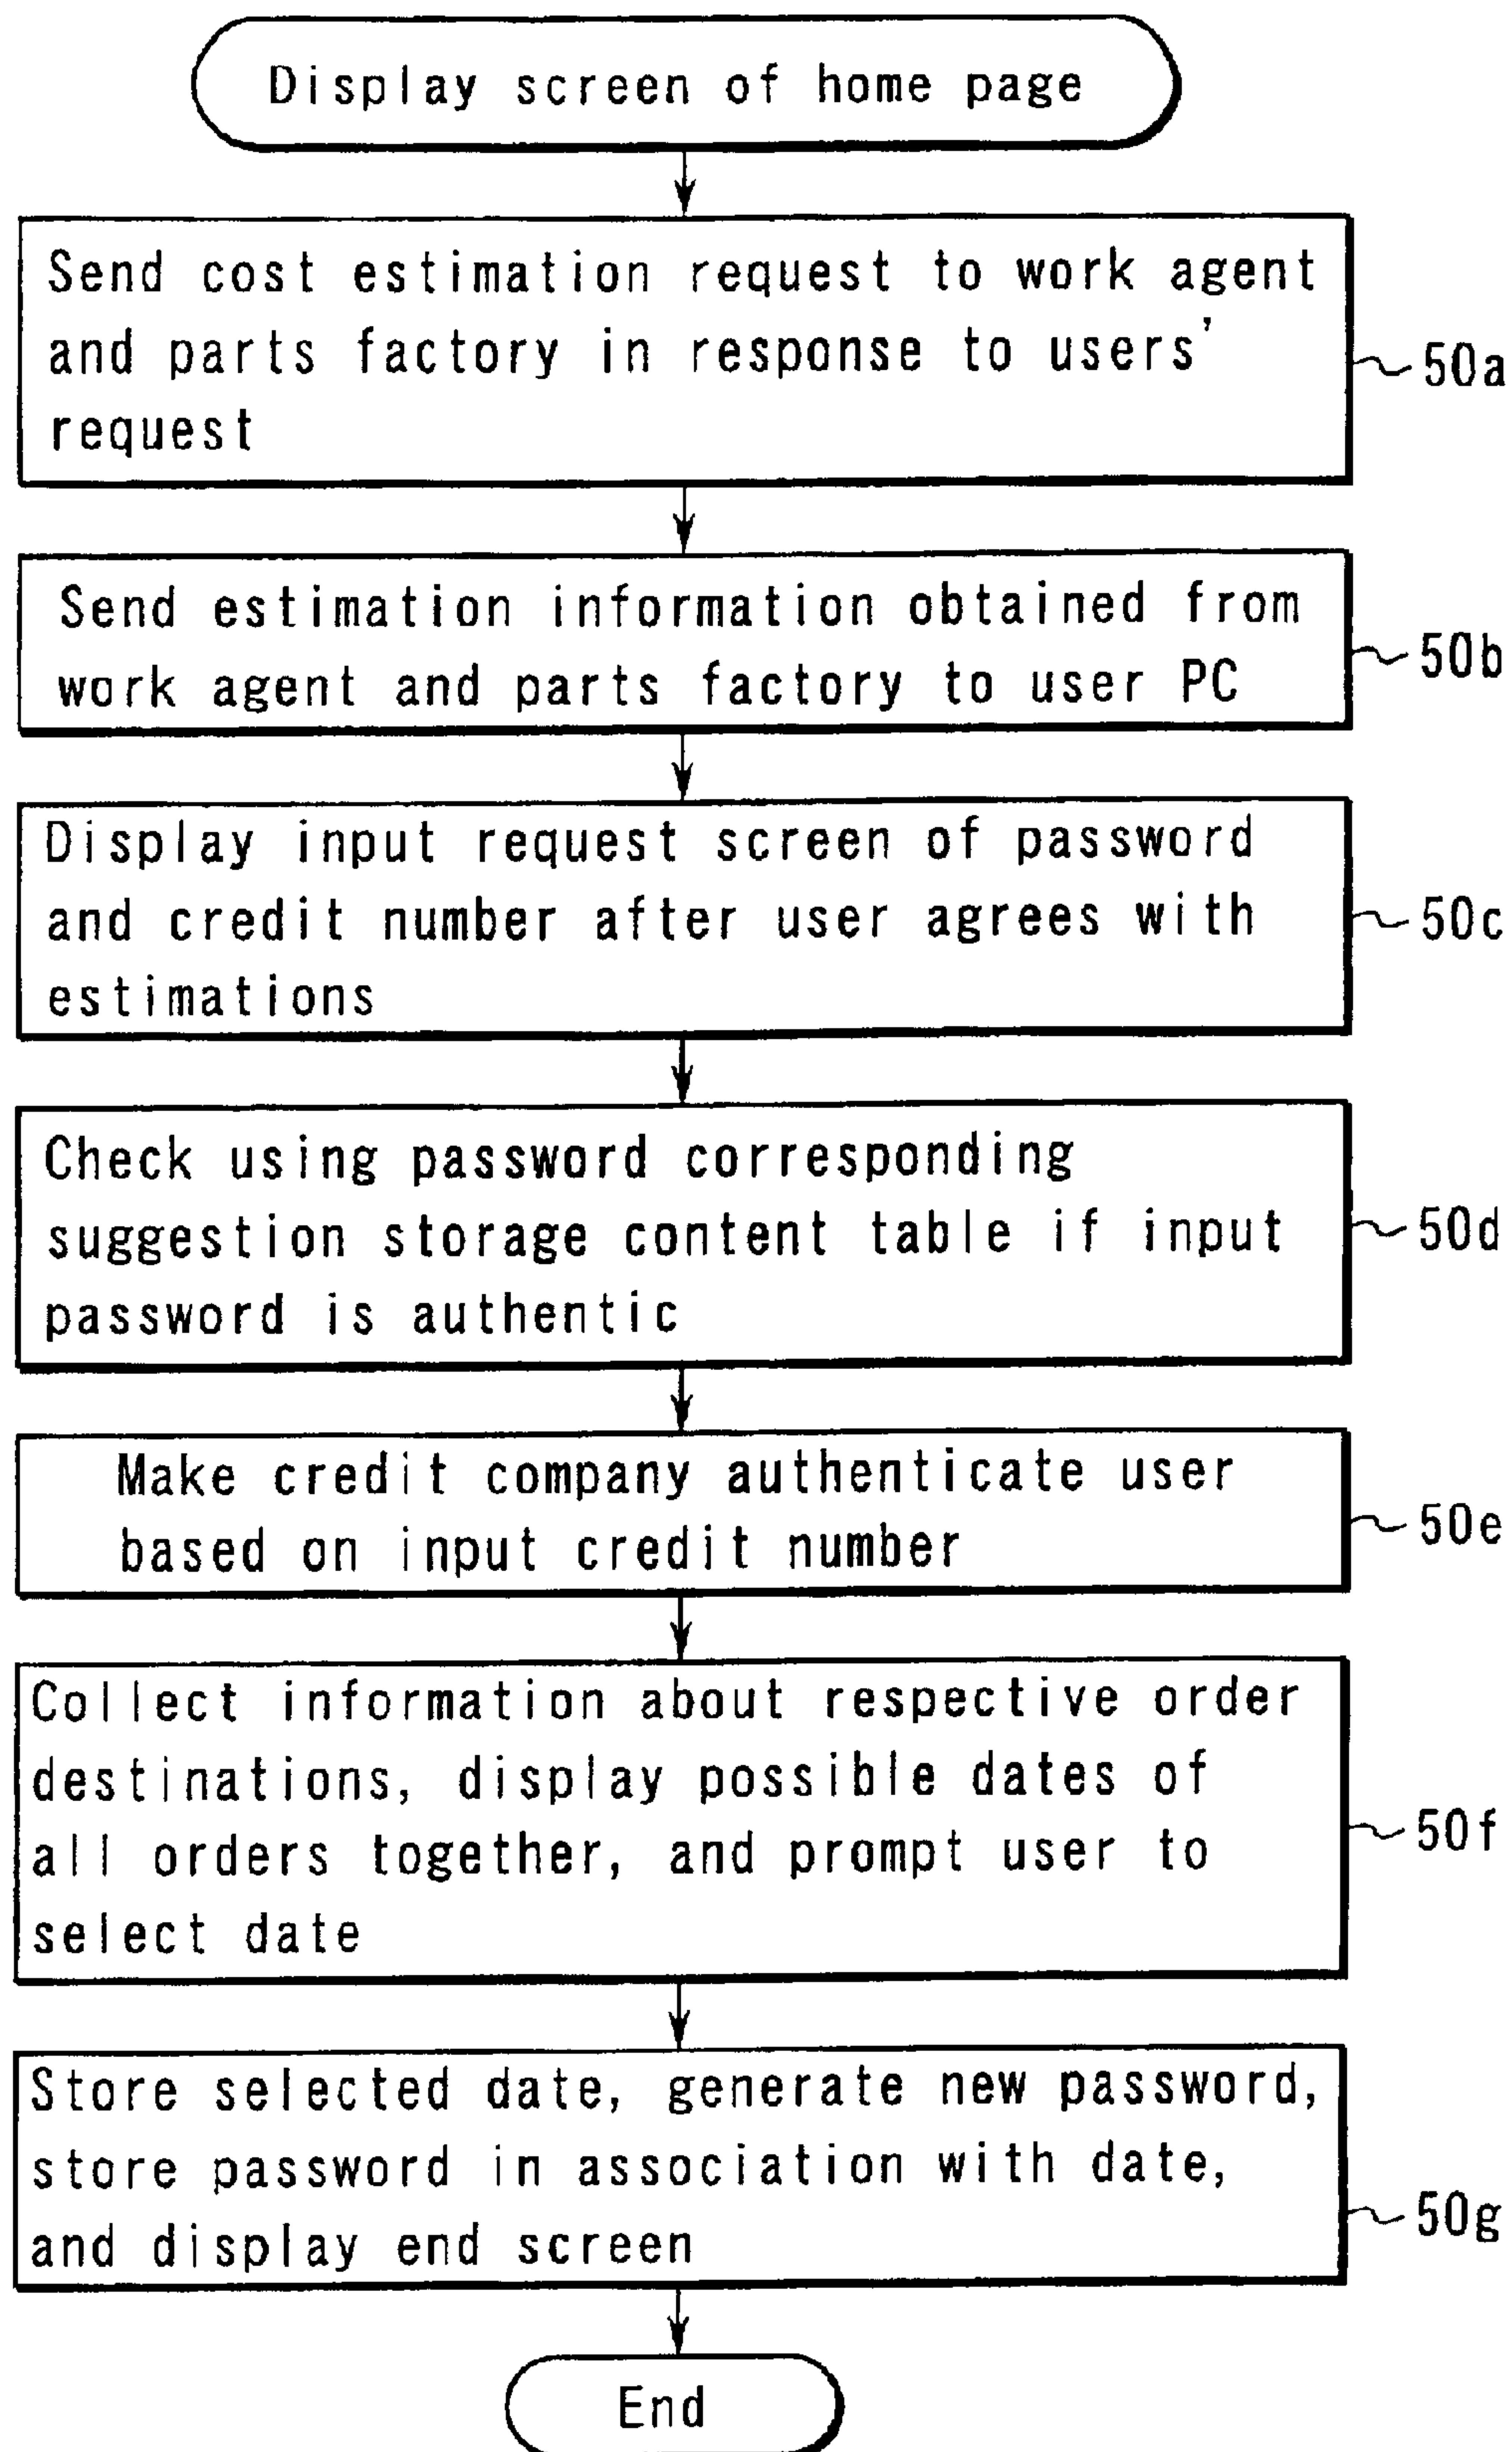 Display screen of home page
Send cost estimation request to work agent
and parts factory in response to users'
request
50a
Send estimation information obtained from
work agent and parts factory to user PC
50b
Display input request screen of password
and credit number after user agrees with
estimations
50c
Check using password corresponding
suggestion storage content table if input
password is authentic
50d
Make credit company authenticate user
based on input credit number
50e
Collect information about respective order
destinations, display possible dates of
all orders together, and prompt user to
select date
50f
Store selected date, generate new password,
store password in association with date,
and display end screen
50g
End